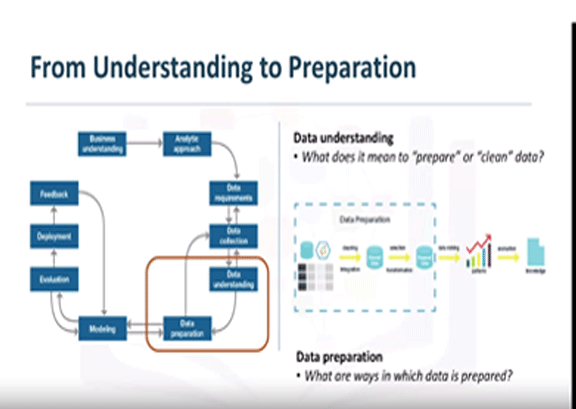 From Understanding to Preparation
Business
understanding
Analytic
approach
Data
requirements
Data
collection
Data
understanding
Data
preparation
Modeling
Evaluation
Deployment
Feedback
Data understanding
• What does it mean to “prepare” or “clean” data?
Data Preparation
cleaning
integration
selection
transformation
data mining
patterns
evaluation
knowledge
Data preparation
• What are ways in which data is prepared?